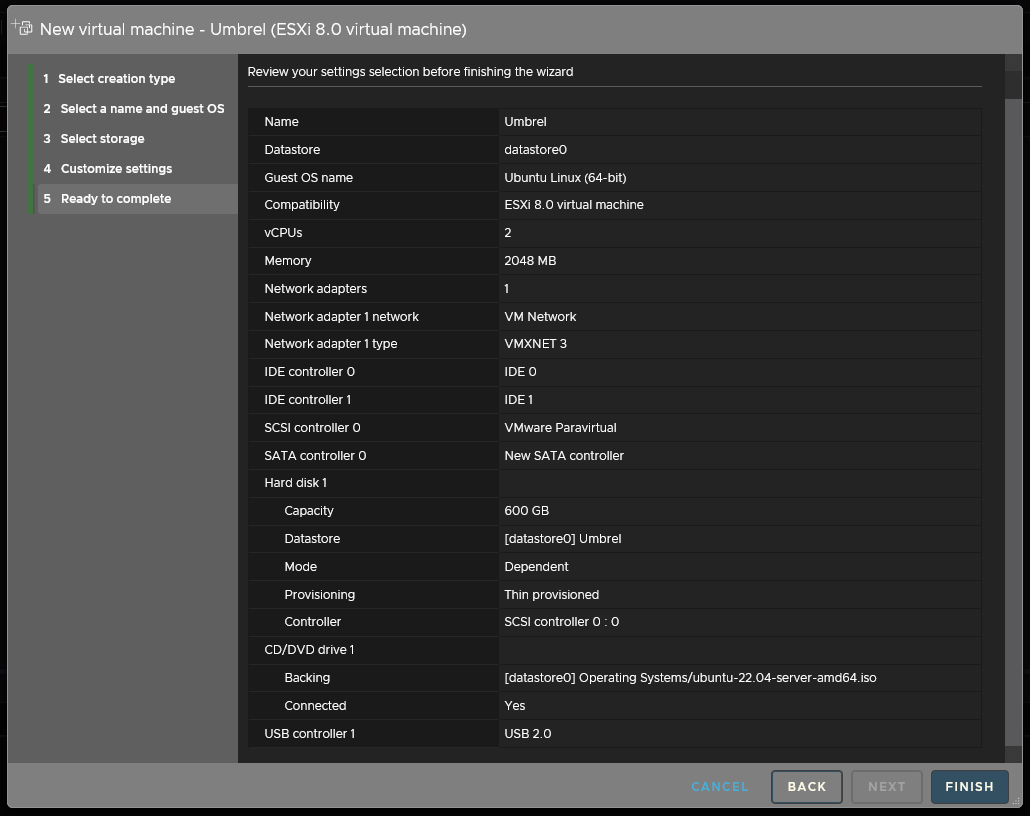 New virtual machine - Umbrel (ESXi 8.0 virtual machine)
1 Select creation type
2 Select a name and guest OS
3 Select storage
4 Customize settings
5 Ready to complete
Review your settings selection before finishing the wizard
Name Umbrel
Datastore datastore0
Guest OS name Ubuntu Linux (64-bit)
Compatibility ESXi 8.0 virtual machine
vCPUs 2
Memory 2048 MB
Network adapters 1
Network adapter 1 network VM Network
Network adapter 1 type VMXNET 3
IDE controller 0 IDE 0
IDE controller 1 IDE 1
SCSI controller 0 VMware Paravirtual
SATA controller 0 New SATA controller
Hard disk 1
Capacity 600 GB
Datastore [datastore0] Umbrel
Mode Dependent
Provisioning Thin provisioned
Controller SCSI controller 0 : 0
CD/DVD drive 1
Backing [datastore0] Operating Systems/ubuntu-22.04-server-amd64.iso
Connected Yes
USB controller 1 USB 2.0
CANCEL BACK NEXT FINISH